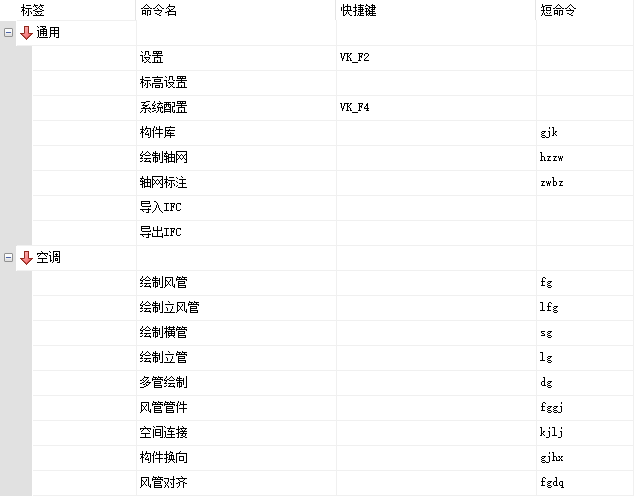 标签 命令名 快捷键 短命令
通用
设置 VK_F2
标高设置
系统配置 VK_F4
构件库 gjk
绘制轴网 hzzw
轴网标注 zwbz
导入IFC
导出IFC
空调
绘制风管 fg
绘制立风管 lfg
绘制横管 sg
绘制立管 lg
多管绘制 dg
风管管件 fggj
空间连接 kjlj
构件换向 gjhx
风管对齐 fgdq